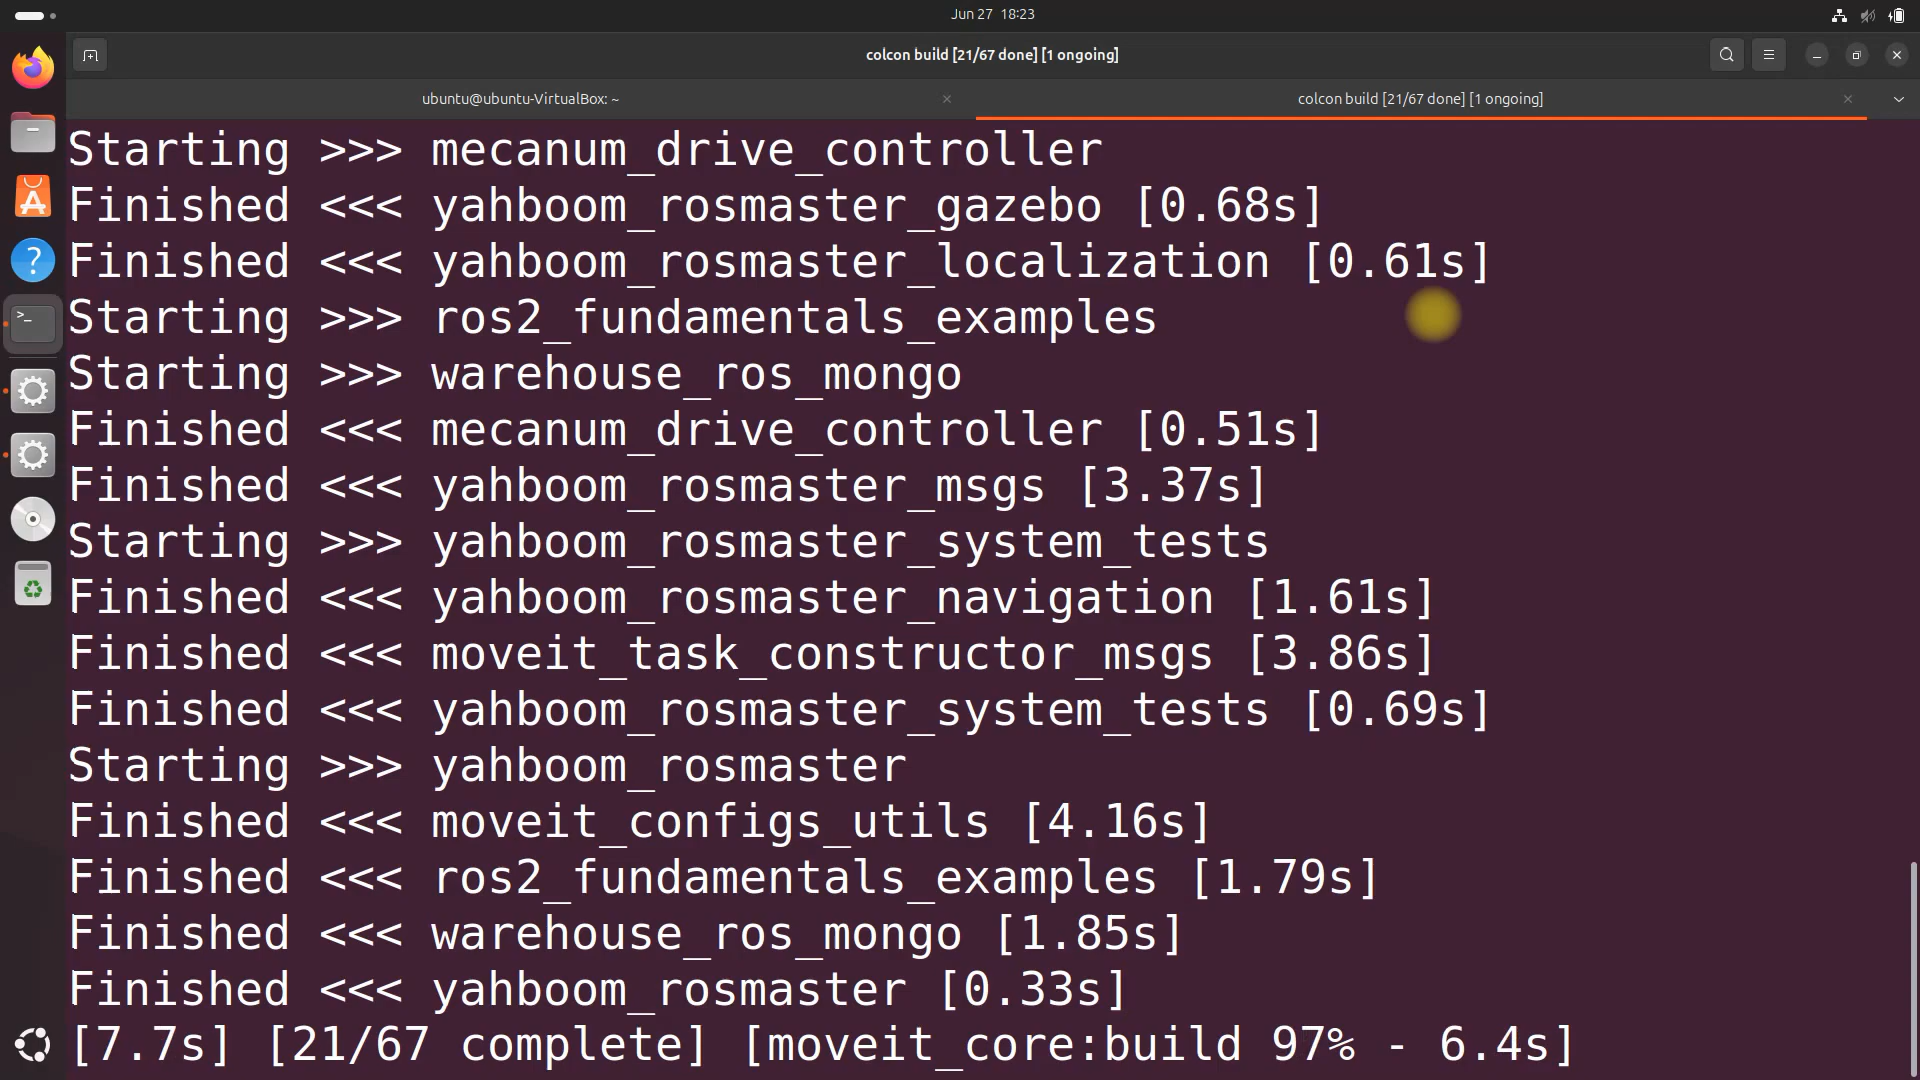 Jun 27 18:23
colcon build [21/67 done] [1 ongoing]
ubuntu@ubuntu-VirtualBox: ~
colcon build [21/67 done] [1 ongoing]
Starting >>> mecanum_drive_controller
Finished <<< yahboom_rosmaster_gazebo [0.68s]
Finished <<< yahboom_rosmaster_localization [0.61s]
Starting >>> ros2_fundamentals_examples
Starting >>> warehouse_ros_mongo
Finished <<< mecanum_drive_controller [0.51s]
Finished <<< yahboom_rosmaster_msgs [3.37s]
Starting >>> yahboom_rosmaster_system_tests
Finished <<< yahboom_rosmaster_navigation [1.61s]
Finished <<< moveit_task_constructor_msgs [3.86s]
Finished <<< yahboom_rosmaster_system_tests [0.69s]
Starting >>> yahboom_rosmaster
Finished <<< moveit_configs_utils [4.16s]
Finished <<< ros2_fundamentals_examples [1.79s]
Finished <<< warehouse_ros_mongo [1.85s]
Finished <<< yahboom_rosmaster [0.33s]
[7.7s] [21/67 complete] [moveit_core:build 97% - 6.4s]